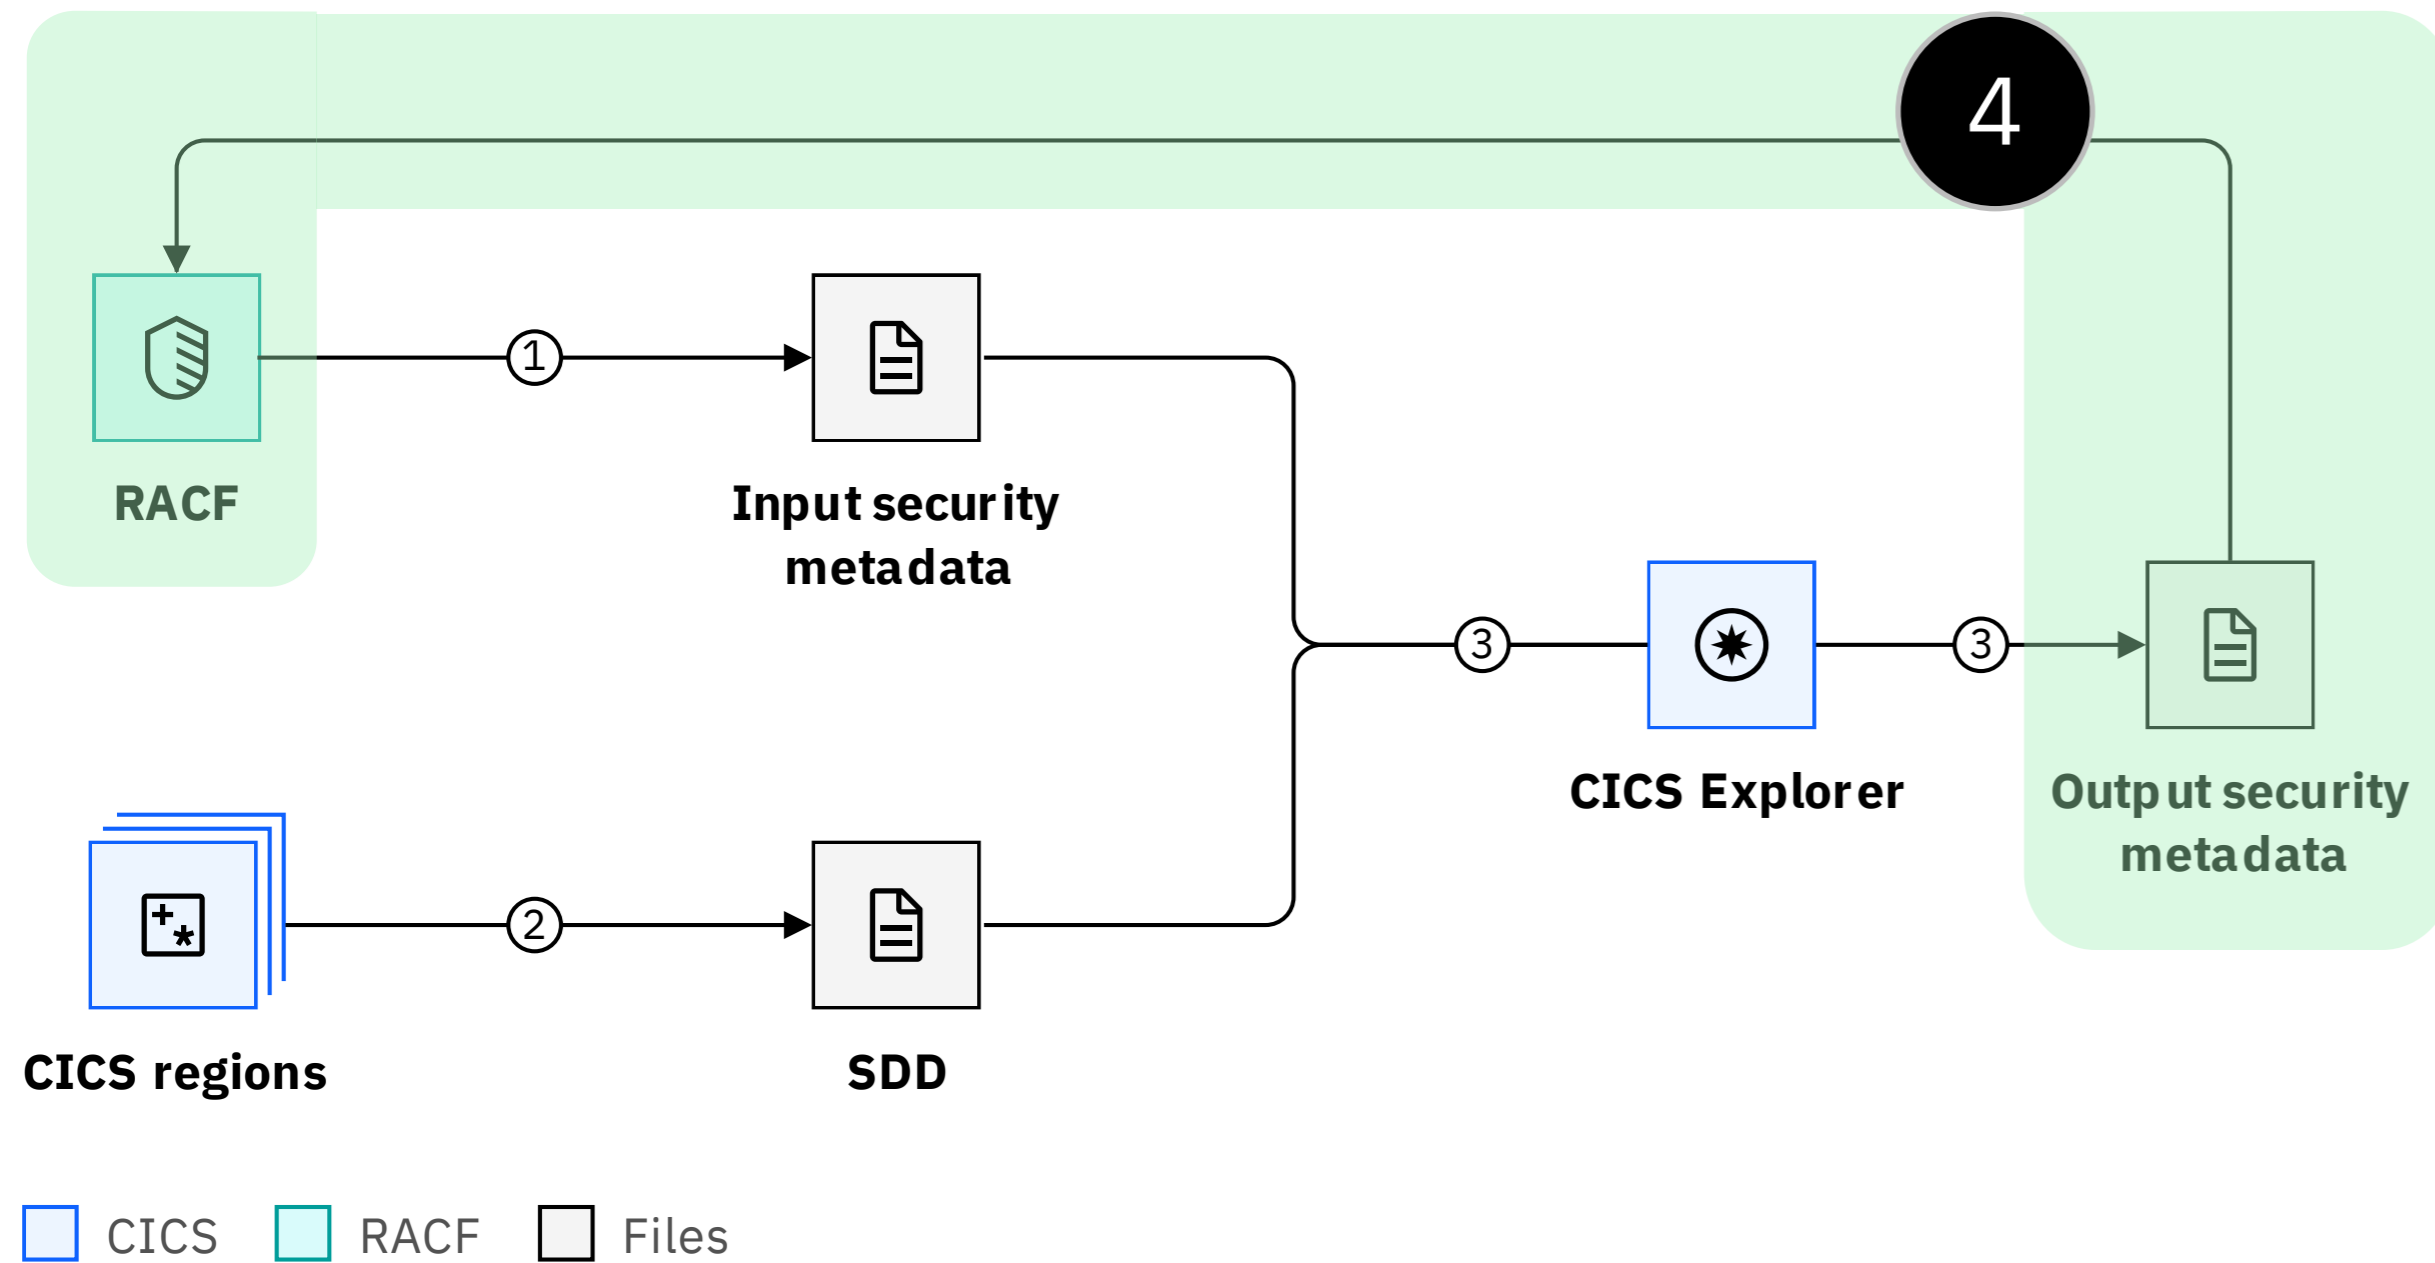 4
1
RACF
Input security
metadata
3
3
CICS Explorer
Output security
metadata
2
CICS regions
SDD
CICS
RACF
Files